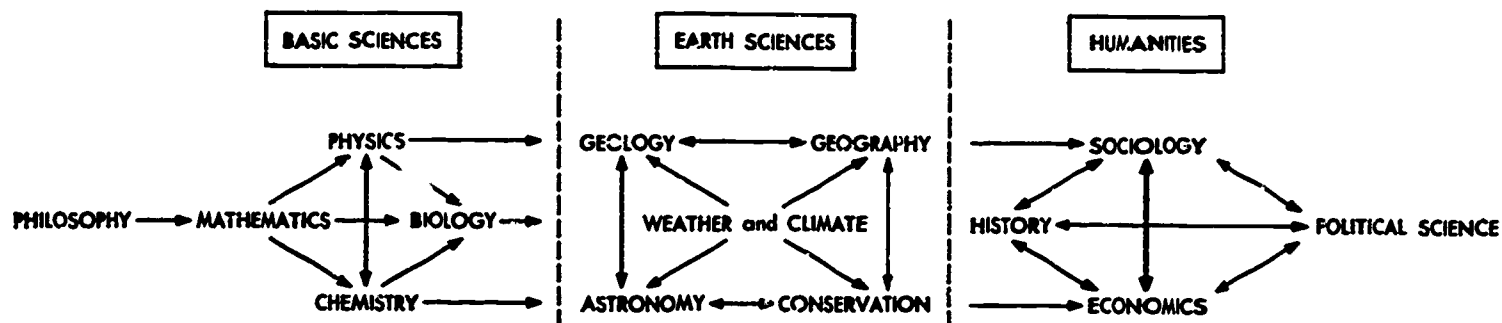 BASIC SCIENCES
EARTH SCIENCES
HUMANITIES
PHYSICS
GEOLOGY
GEOGRAPHY
SOCIOLOGY
PHILOSOPHY
MATHEMATICS
BIOLOGY
WEATHER and CLIMATE
HISTORY
POLITICAL SCIENCE
CHEMISTRY
ASTRONOMY
CONSERVATION
ECONOMICS